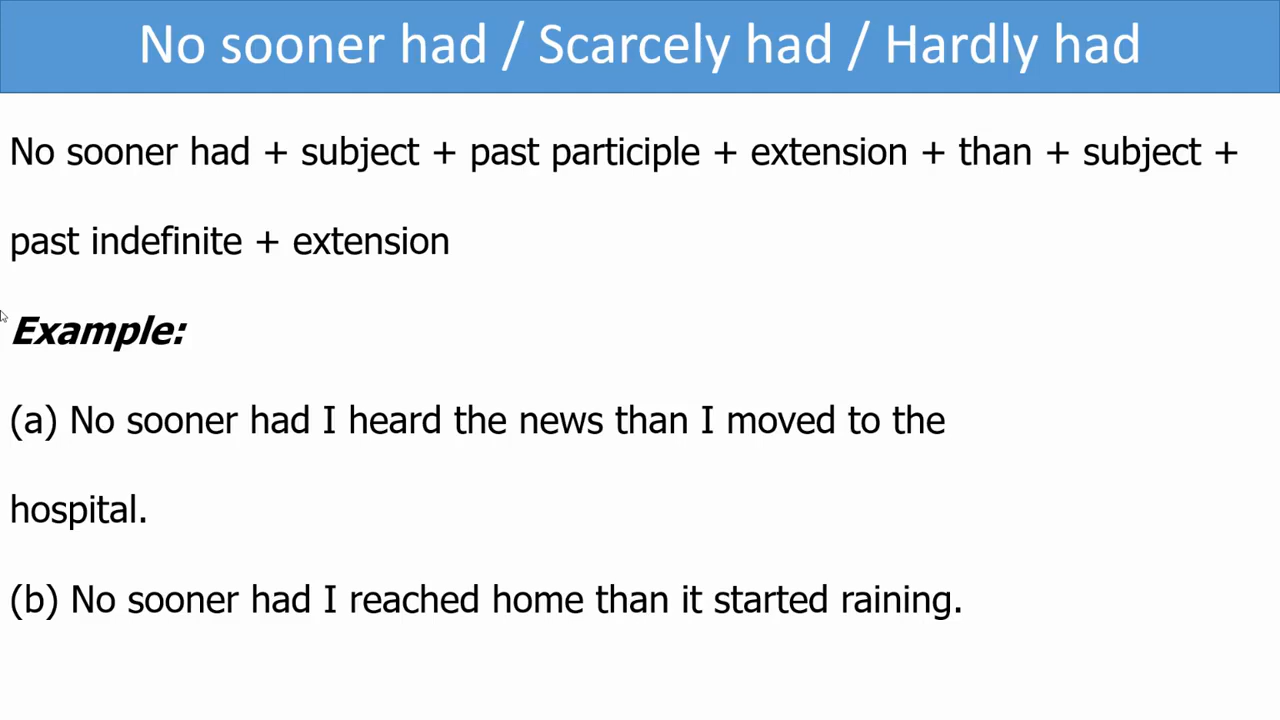 No sooner had / Scarcely had / Hardly had
No sooner had + subject + past participle + extension + than + subject +
past indefinite + extension
Example:
(a) No sooner had I heard the news than I moved to the
hospital.
(b) No sooner had I reached home than it started raining.